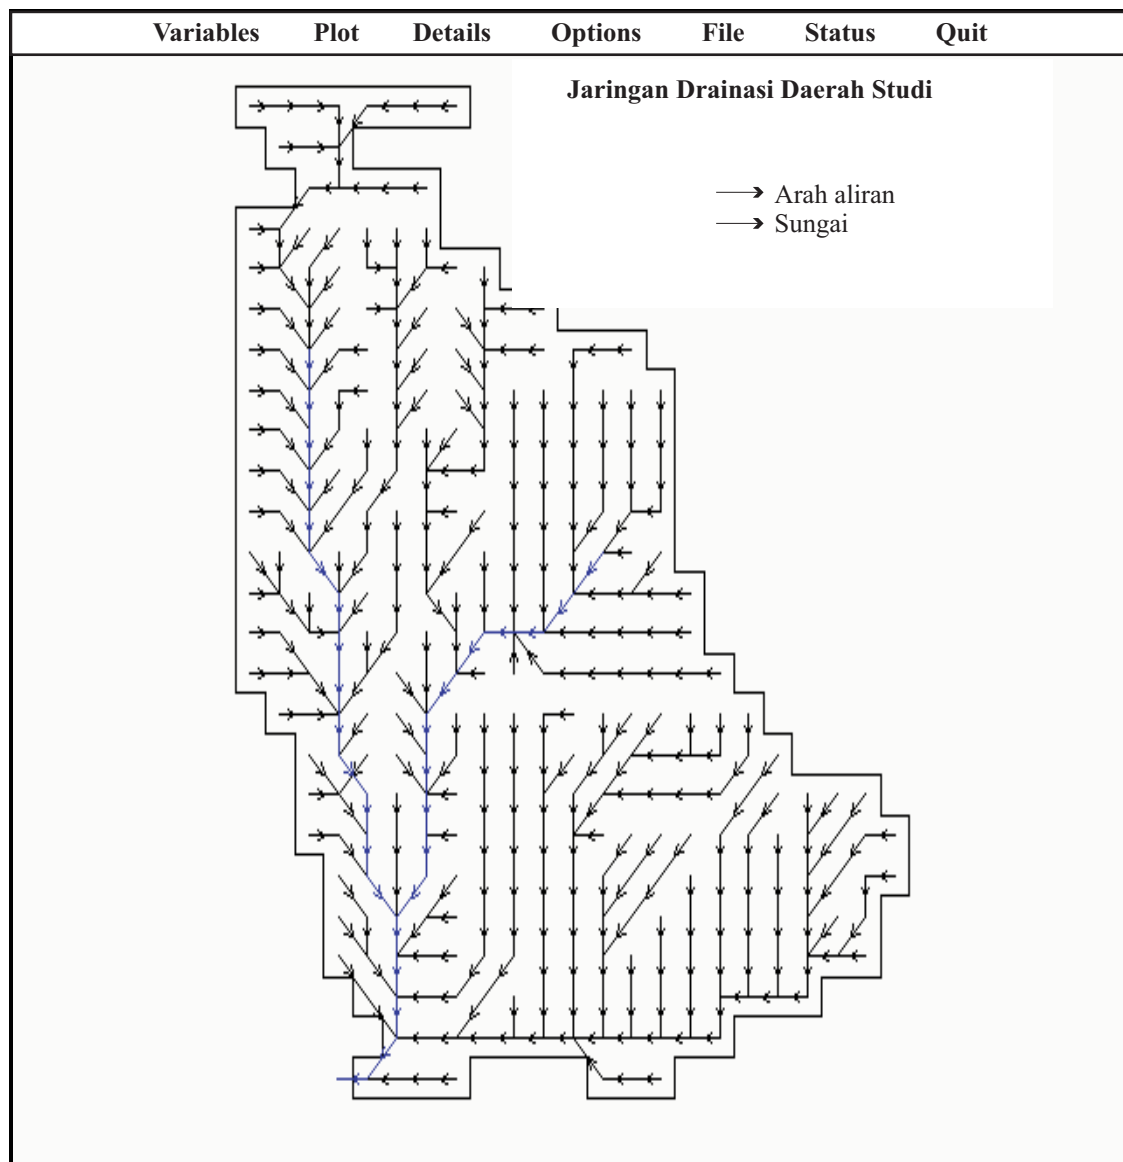 Variables Plot Details Options File Status Quit
Jaringan Drainasi Daerah Studi
Arah aliran
Sungai